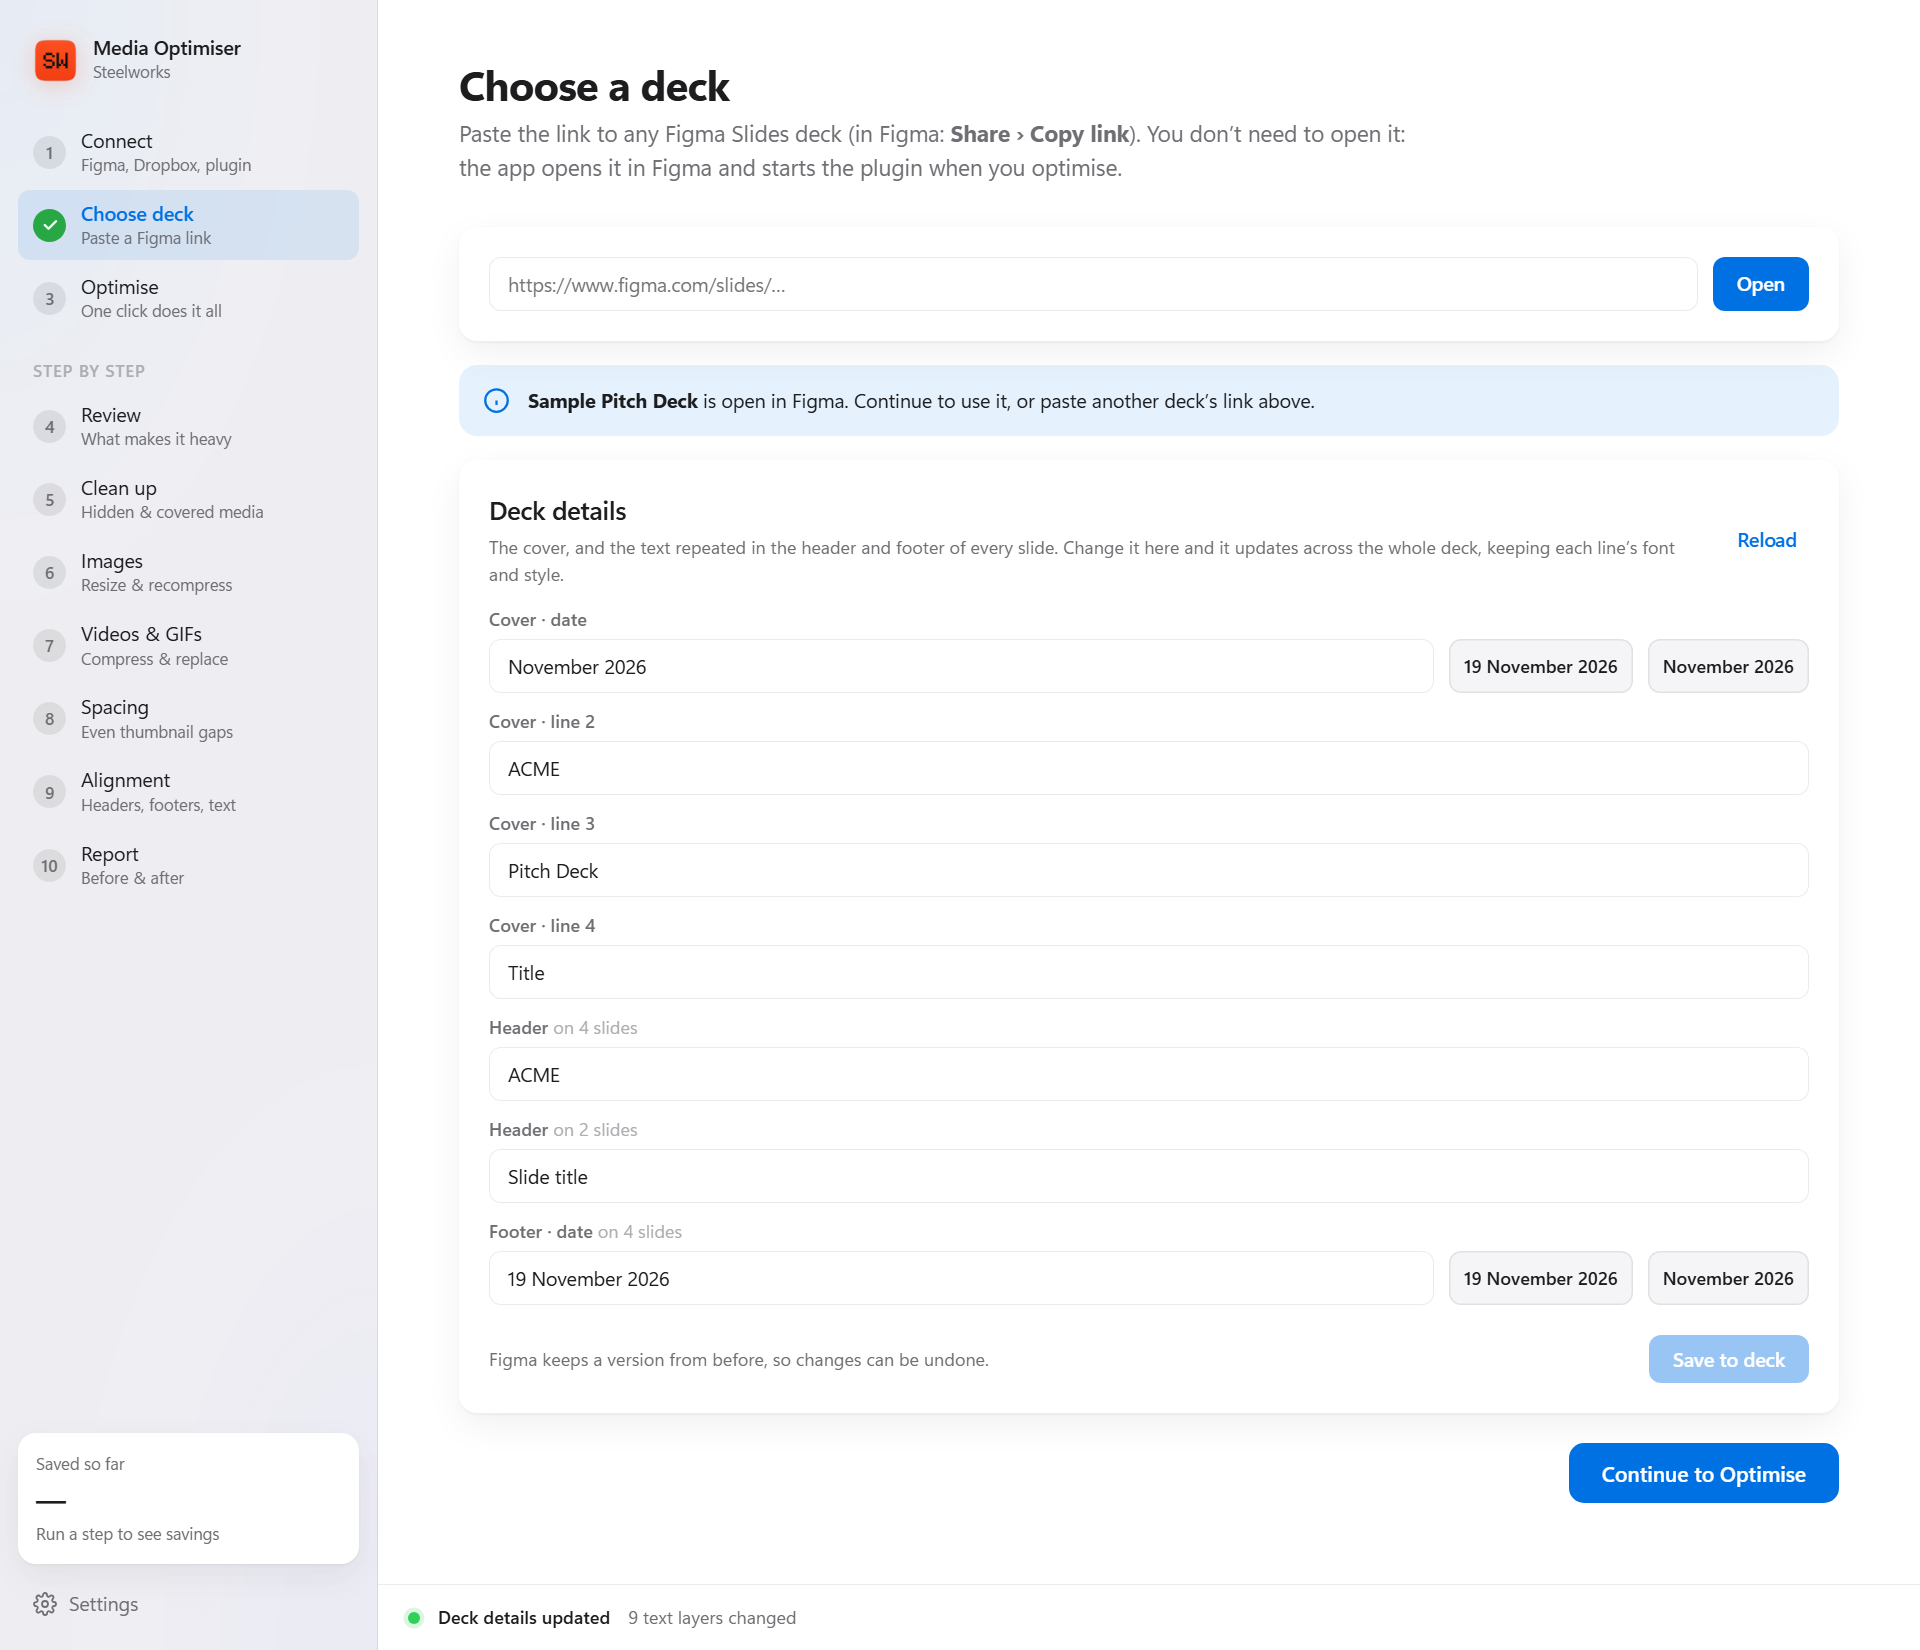 SW
Media Optimiser
Steelworks
1
Connect
Figma, Dropbox, plugin
Choose deck
Paste a Figma link
3
Optimise
One click does it all
STEP BY STEP
4
Review
What makes it heavy
5
Clean up
Hidden & covered media
6
Images
Resize & recompress
7
Videos & GIFs
Compress & replace
8
Spacing
Even thumbnail gaps
9
Alignment
Headers, footers, text
10
Report
Before & after
Saved so far
—
Run a step to see savings
Settings
Choose a deck
Paste the link to any Figma Slides deck (in Figma: Share › Copy link). You don’t need to open it:
the app opens it in Figma and starts the plugin when you optimise.
https://www.figma.com/slides/…
Open
Sample Pitch Deck is open in Figma. Continue to use it, or paste another deck’s link above.
Deck details
The cover, and the text repeated in the header and footer of every slide. Change it here and it updates across the whole deck, keeping each line’s font
and style.
Reload
Cover · date
November 2026
19 November 2026
November 2026
Cover · line 2
ACME
Cover · line 3
Pitch Deck
Cover · line 4
Title
Header on 4 slides
ACME
Header on 2 slides
Slide title
Footer · date on 4 slides
19 November 2026
19 November 2026
November 2026
Figma keeps a version from before, so changes can be undone.
Save to deck
Continue to Optimise
Deck details updated 9 text layers changed